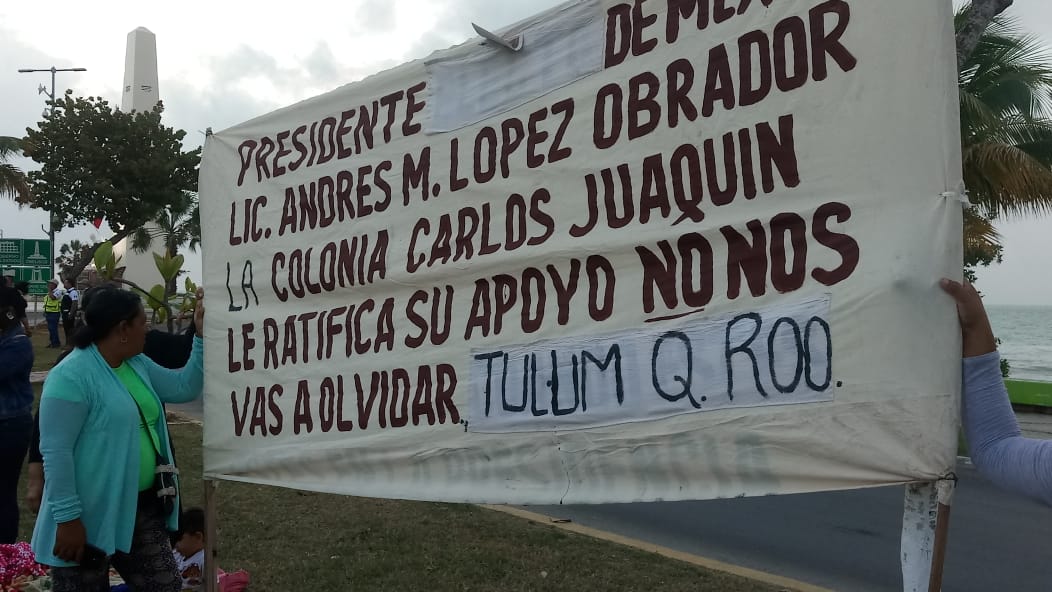 PRESIDENTE DE MEX
LIC. ANDRES M. LOPEZ OBRADOR
LA COLONIA CARLOS JUAQUIN
LE RATIFICA SU APOYO NO NOS
VAS A OLVIDAR. TULUM Q. ROO.